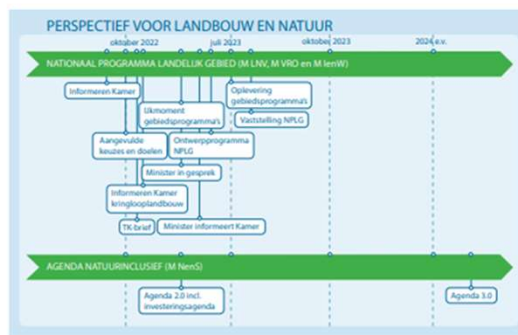 PERSPECTIEF VOOR LANDBOUW EN NATUUR
oktober 2022
juli 2023
oktober 2023
2024 e.v.
NATIONAAL PROGRAMMA LANDELIJK GEBIED (M LNV, M VRO en M IenW)
Informeren Kamer
Oplevering
gebiedsprogramma's
IJkmoment
gebiedsprogramma's
Vaststelling NPLG
Aangevulde
keuzes en doelen
Ontwerpprogramma
NPLG
Minister in gesprek
Informeren Kamer
kringlooplandbouw
TK-brief
Minister informeert Kamer
AGENDA NATUURINCLUSIEF (M NenS)
Agenda 2.0 incl.
investeringsagenda
Agenda 3.0